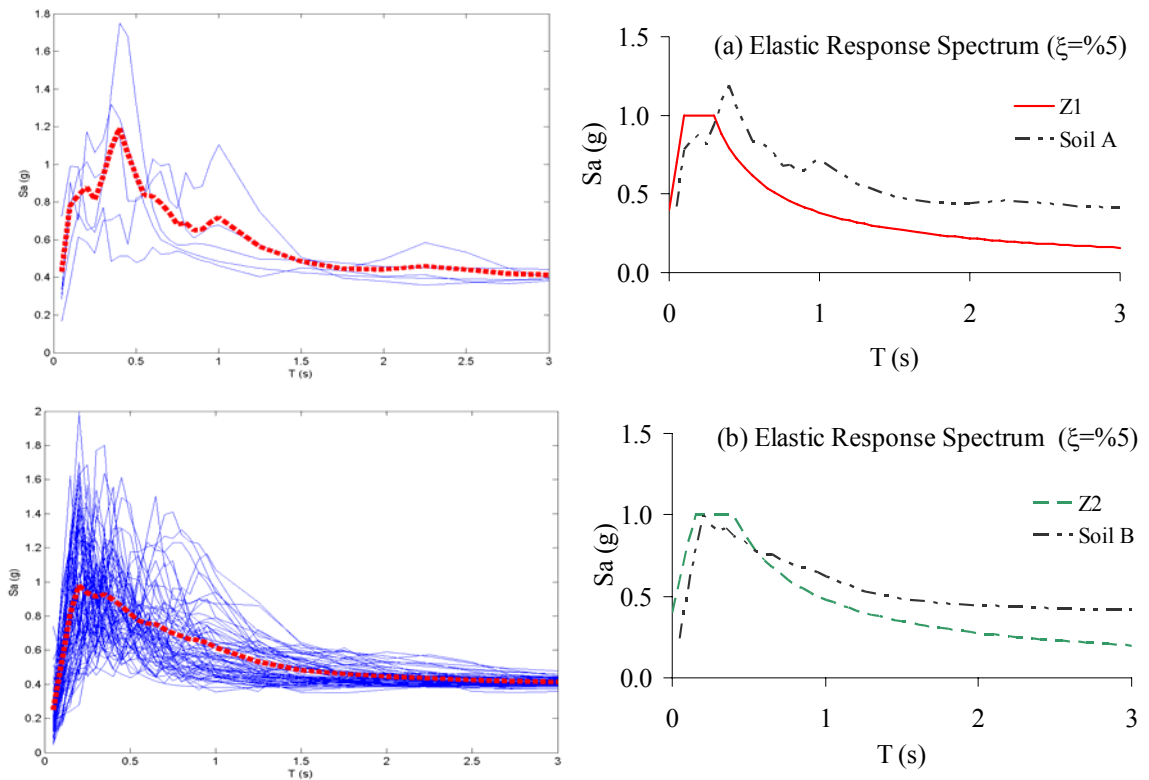 1.8
1.6
1.4
1.2
1
0.8
0.6
0.4
0.2
0
Sa (g)
0 0.5 1 1.5 2 2.5 3
T (s)
(a) Elastic Response Spectrum (ξ=%5)
Z1
Soil A
1.5
1.0
0.5
0.0
Sa (g)
0 1 2 3
T (s)
2
1.8
1.6
1.4
1.2
1
0.8
0.6
0.4
0.2
0
Sa (g)
0 0.5 1 1.5 2 2.5 3
T (s)
(b) Elastic Response Spectrum (ξ=%5)
Z2
Soil B
1.5
1.0
0.5
0.0
Sa (g)
0 1 2 3
T (s)